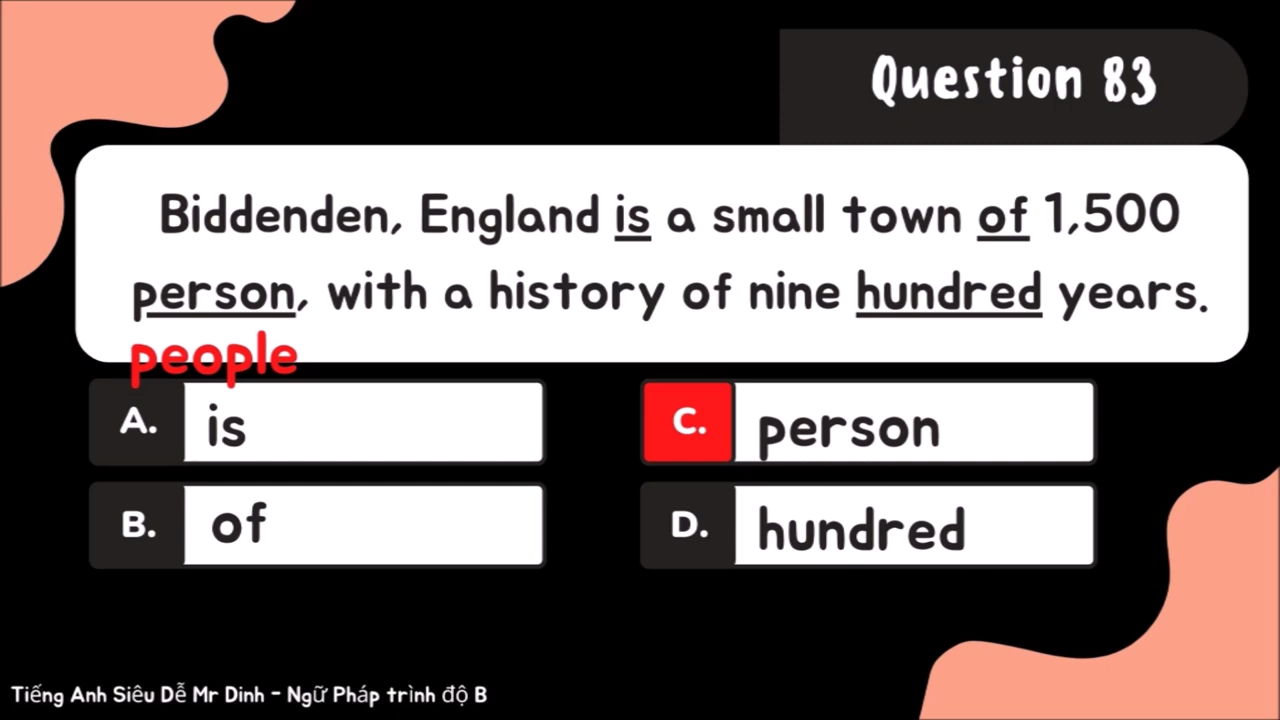 Question 83
Biddenden, England is a small town of 1,500
person, with a history of nine hundred years.
people
A. is
C. person
B. of
D. hundred
Tiếng Anh Siêu Dễ Mr Dinh - Ngữ Pháp trình độ B